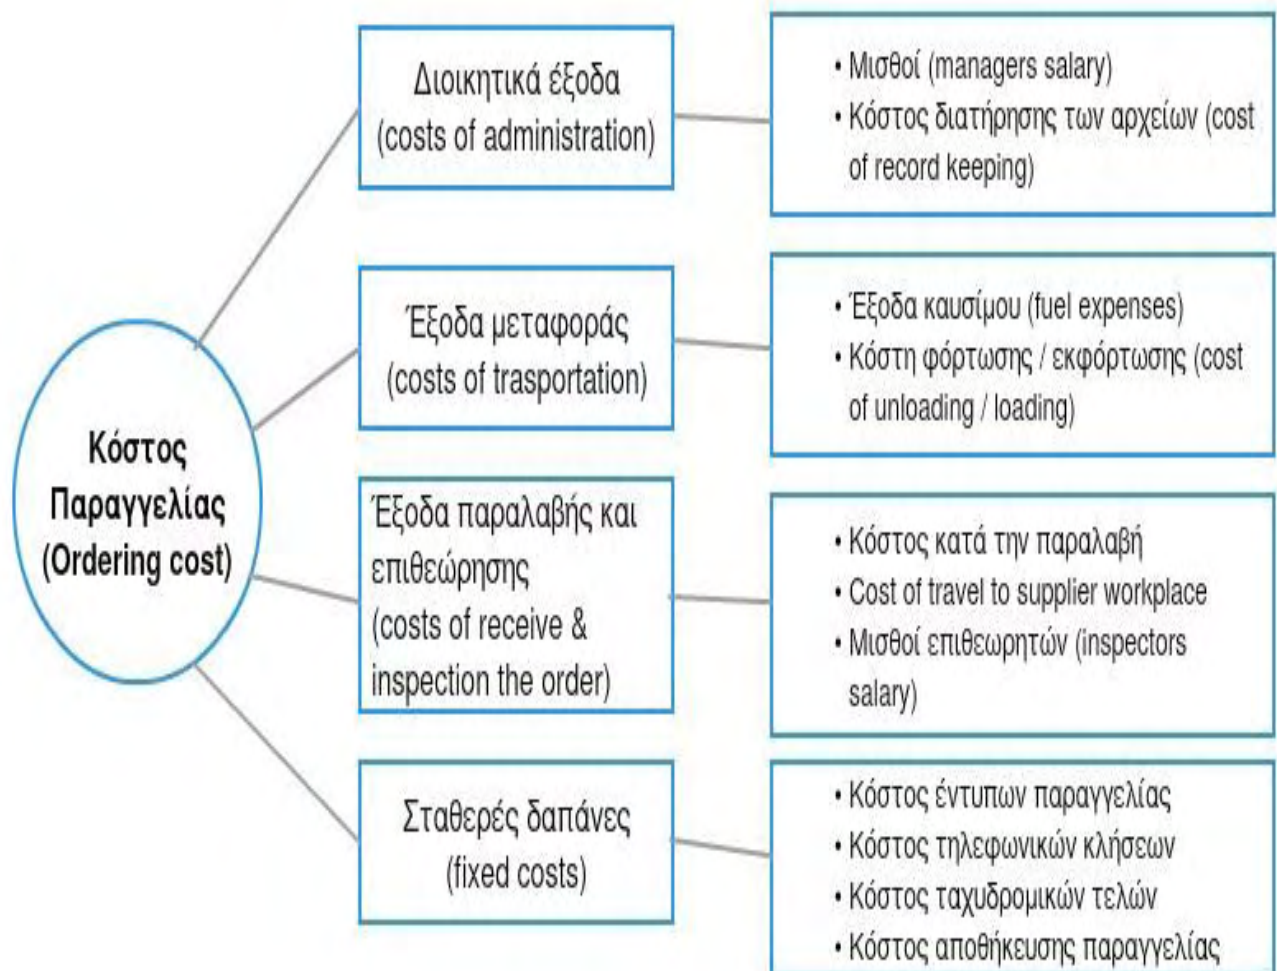 Διοικητικά έξοδα
(costs of administration)
• Μισθοί (managers salary)
• Κόστος διατήρησης των αρχείων (cost
of record keeping)
Έξοδα μεταφοράς
(costs of trasportation)
• Έξοδα καυσίμου (fuel expenses)
• Κόστη φόρτωσης / εκφόρτωσης (cost
of unloading / loading)
Κόστος
Παραγγελίας
(Ordering cost)
Έξοδα παραλαβής και
επιθεώρησης
(costs of receive &
inspection the order)
• Κόστος κατά την παραλαβή
• Cost of travel to supplier workplace
• Μισθοί επιθεωρητών (inspectors
salary)
Σταθερές δαπάνες
(fixed costs)
• Κόστος έντυπων παραγγελίας
• Κόστος τηλεφωνικών κλήσεων
• Κόστος ταχυδρομικών τελών
• Κόστος αποθήκευσης παραγγελίας